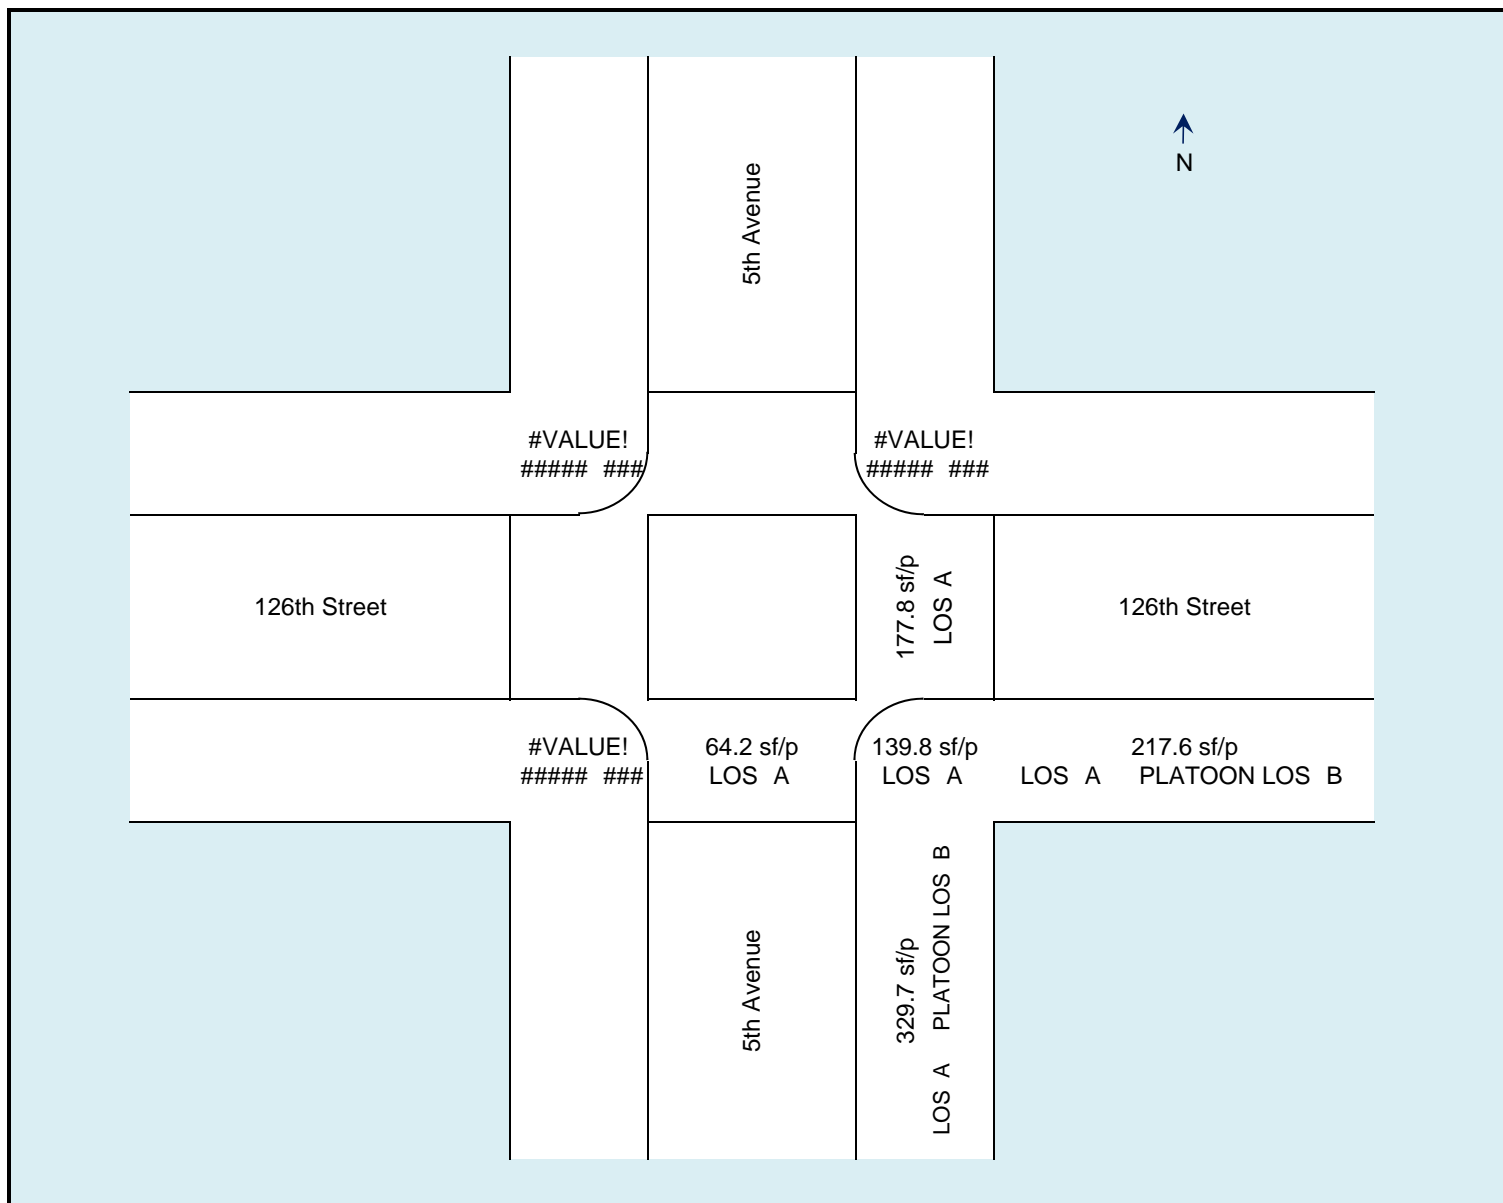 5th Avenue
N
#VALUE!
##### ###
#VALUE!
##### ###
126th Street
177.8 sf/p
LOS A
126th Street
#VALUE!
##### ###
64.2 sf/p
LOS A
139.8 sf/p
LOS A
217.6 sf/p
LOS A PLATOON LOS B
5th Avenue
329.7 sf/p
LOS A PLATOON LOS B